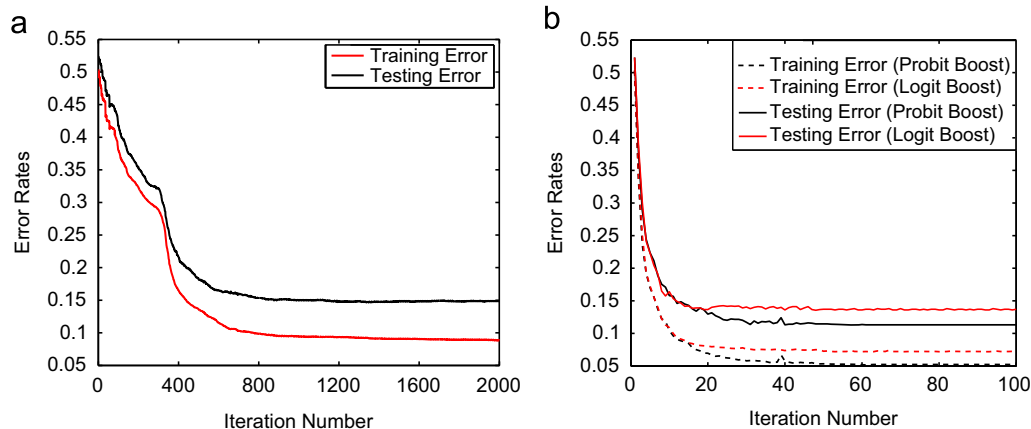 a
0.55
0.5
0.45
0.4
0.35
0.3
0.25
0.2
0.15
0.1
0.05
Error Rates
0 400 800 1200 1600 2000
Iteration Number
Training Error
Testing Error
b
0.55
0.5
0.45
0.4
0.35
0.3
0.25
0.2
0.15
0.1
0.05
Error Rates
0 20 40 60 80 100
Iteration Number
Training Error (Probit Boost)
Training Error (Logit Boost)
Testing Error (Probit Boost)
Testing Error (Logit Boost)